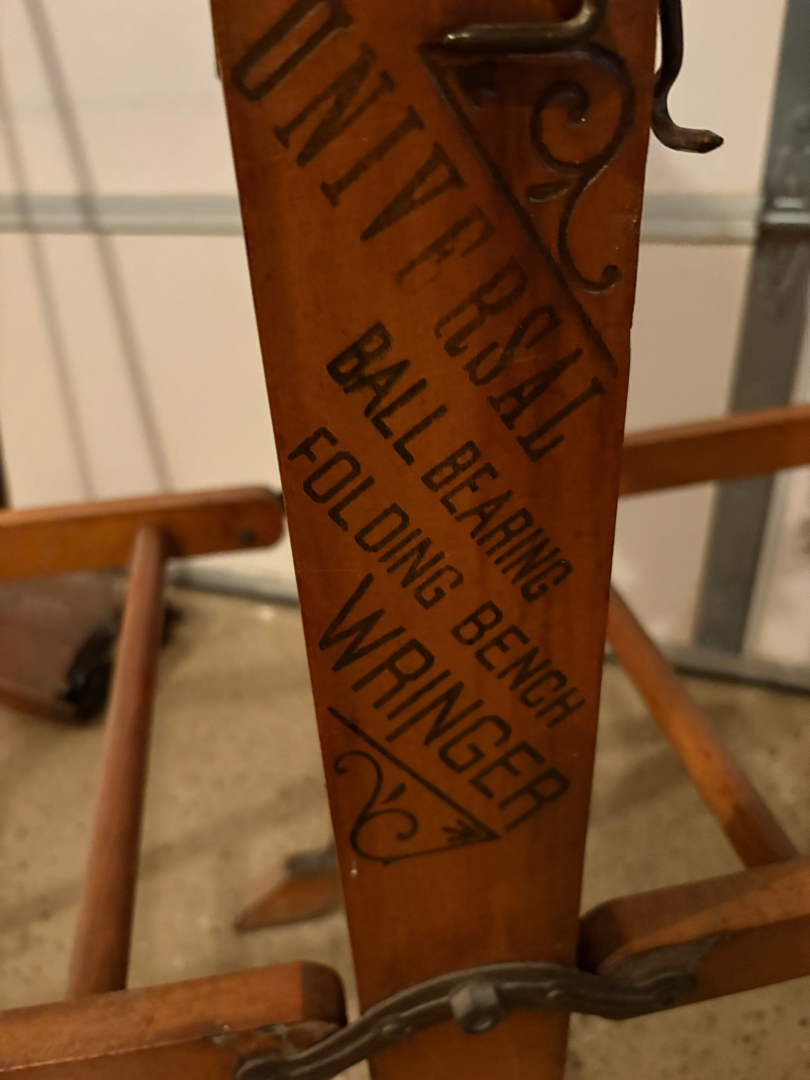 UNIVERSAL
BALL BEARING
FOLDING BENCH
WRINGER